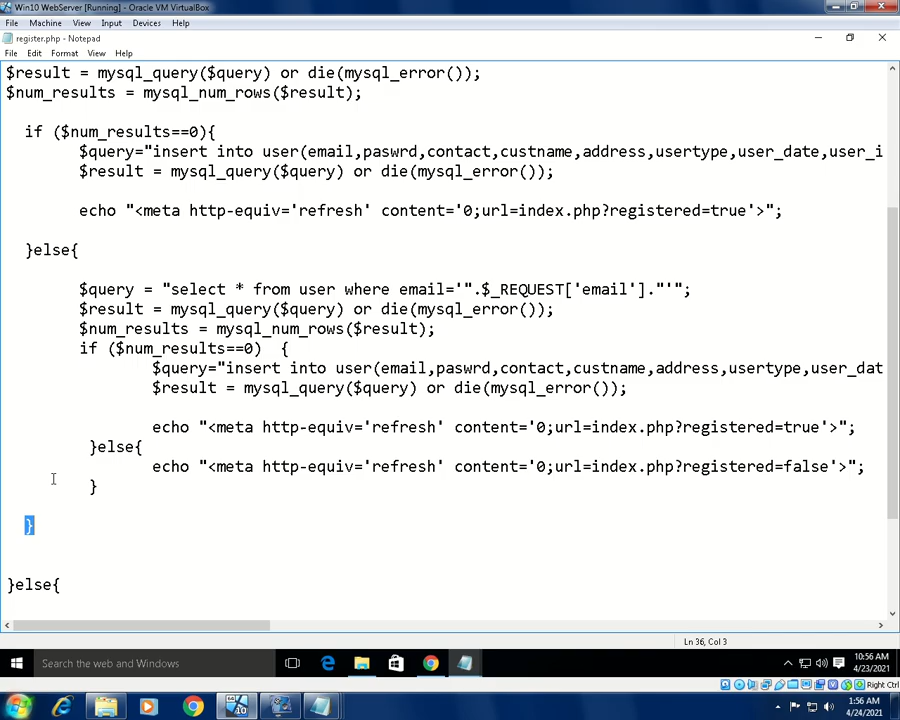 Win10 WebServer [Running] - Oracle VM VirtualBox
File Machine View Input Devices Help
register.php - Notepad
File Edit Format View Help
$result = mysql_query($query) or die(mysql_error());
$num_results = mysql_num_rows($result);
if ($num_results==0){
$query="insert into user(email,paswrd,contact,custname,address,usertype,user_date,user_i
$result = mysql_query($query) or die(mysql_error());
echo "<meta http-equiv='refresh' content='0;url=index.php?registered=true'>";
}else{
$query = "select * from user where email='".$_REQUEST['email']."'";
$result = mysql_query($query) or die(mysql_error());
$num_results = mysql_num_rows($result);
if ($num_results==0)  {
$query="insert into user(email,paswrd,contact,custname,address,usertype,user_dat
$result = mysql_query($query) or die(mysql_error());
echo "<meta http-equiv='refresh' content='0;url=index.php?registered=true'>";
}else{
echo "<meta http-equiv='refresh' content='0;url=index.php?registered=false'>";
}
}
}else{
Ln 36, Col 3
Search the web and Windows
10:56 AM
4/23/2021
Right Ctrl
10
1:56 AM
4/24/2021